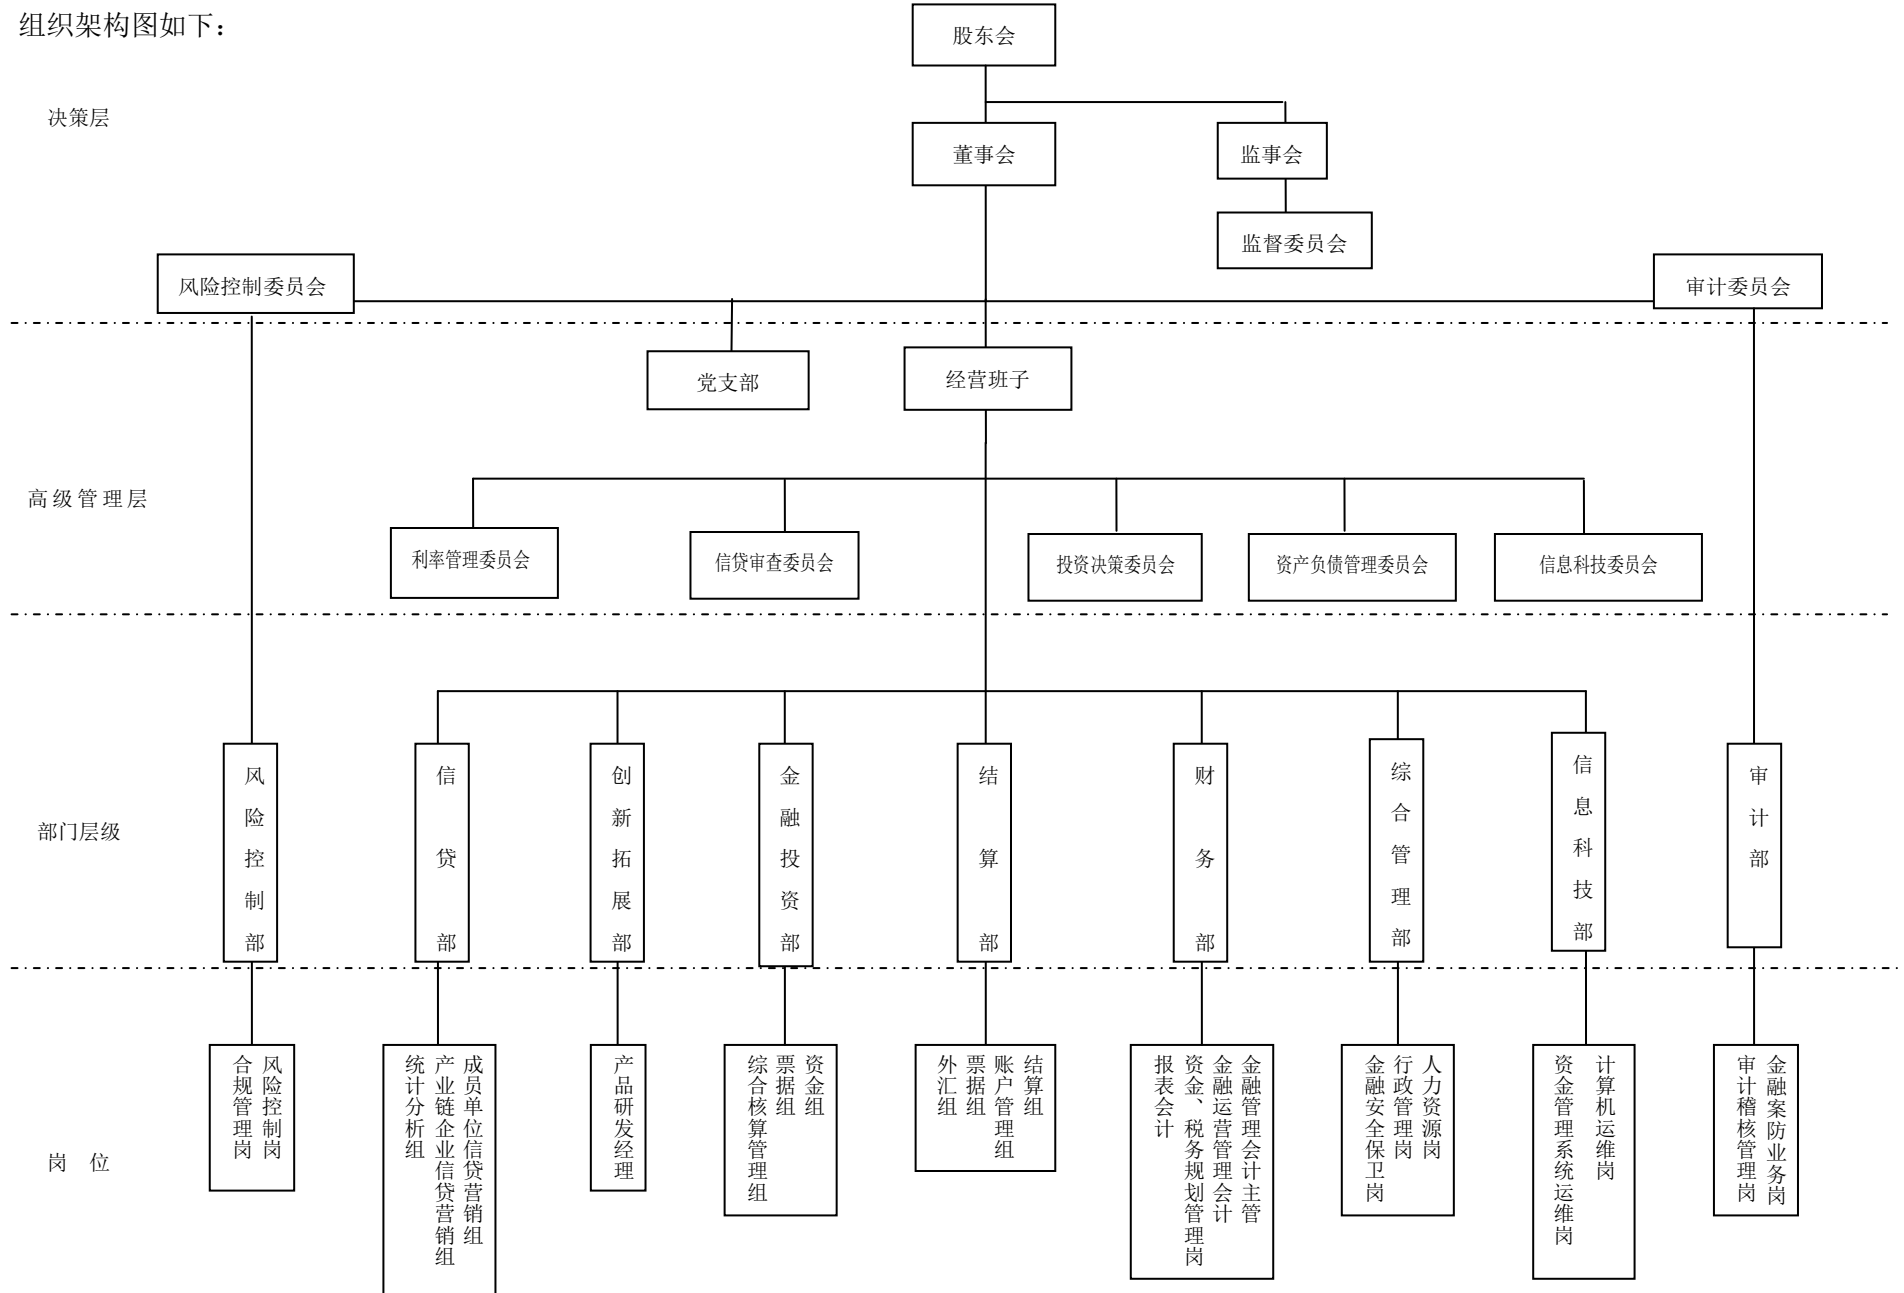 组织架构图如下：
股东会
决策层
董事会
监事会
监督委员会
风险控制委员会
审计委员会
党支部
经营班子
高级管理层
利率管理委员会
信贷审查委员会
投资决策委员会
资产负债管理委员会
信息科技委员会
部门层级
风险控制部
信贷部
创新拓展部
金融投资部
结算部
财务部
综合管理部
信息科技部
审计部
岗 位
风险控制岗
合规管理岗
成员单位信贷营销组
产业链企业信贷营销组
统计分析组
产品研发经理
资金组
票据组
综合核算管理组
结算组
账户管理组
票据组
外汇组
金融管理会计主管
金融运营管理会计
资金、税务规划管理岗
报表会计
人力资源岗
行政管理岗
金融安全保卫岗
计算机运维岗
资金管理系统运维岗
金融案防业务岗
审计稽核管理岗